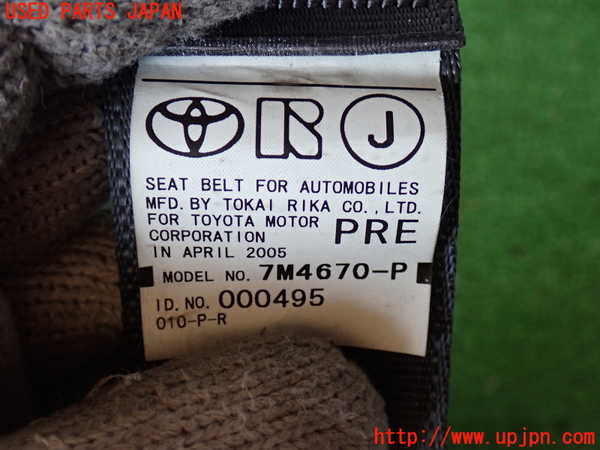 USED PARTS JAPAN
J
SEAT BELT FOR AUTOMOBILES
MFD. BY TOKAI RIKA CO., LTD.
FOR TOYOTA MOTOR
CORPORATION PRE
IN APRIL 2005
MODEL NO. 7M4670-P
ID. NO. 000495
010-P-R
http://www.upjpn.com/